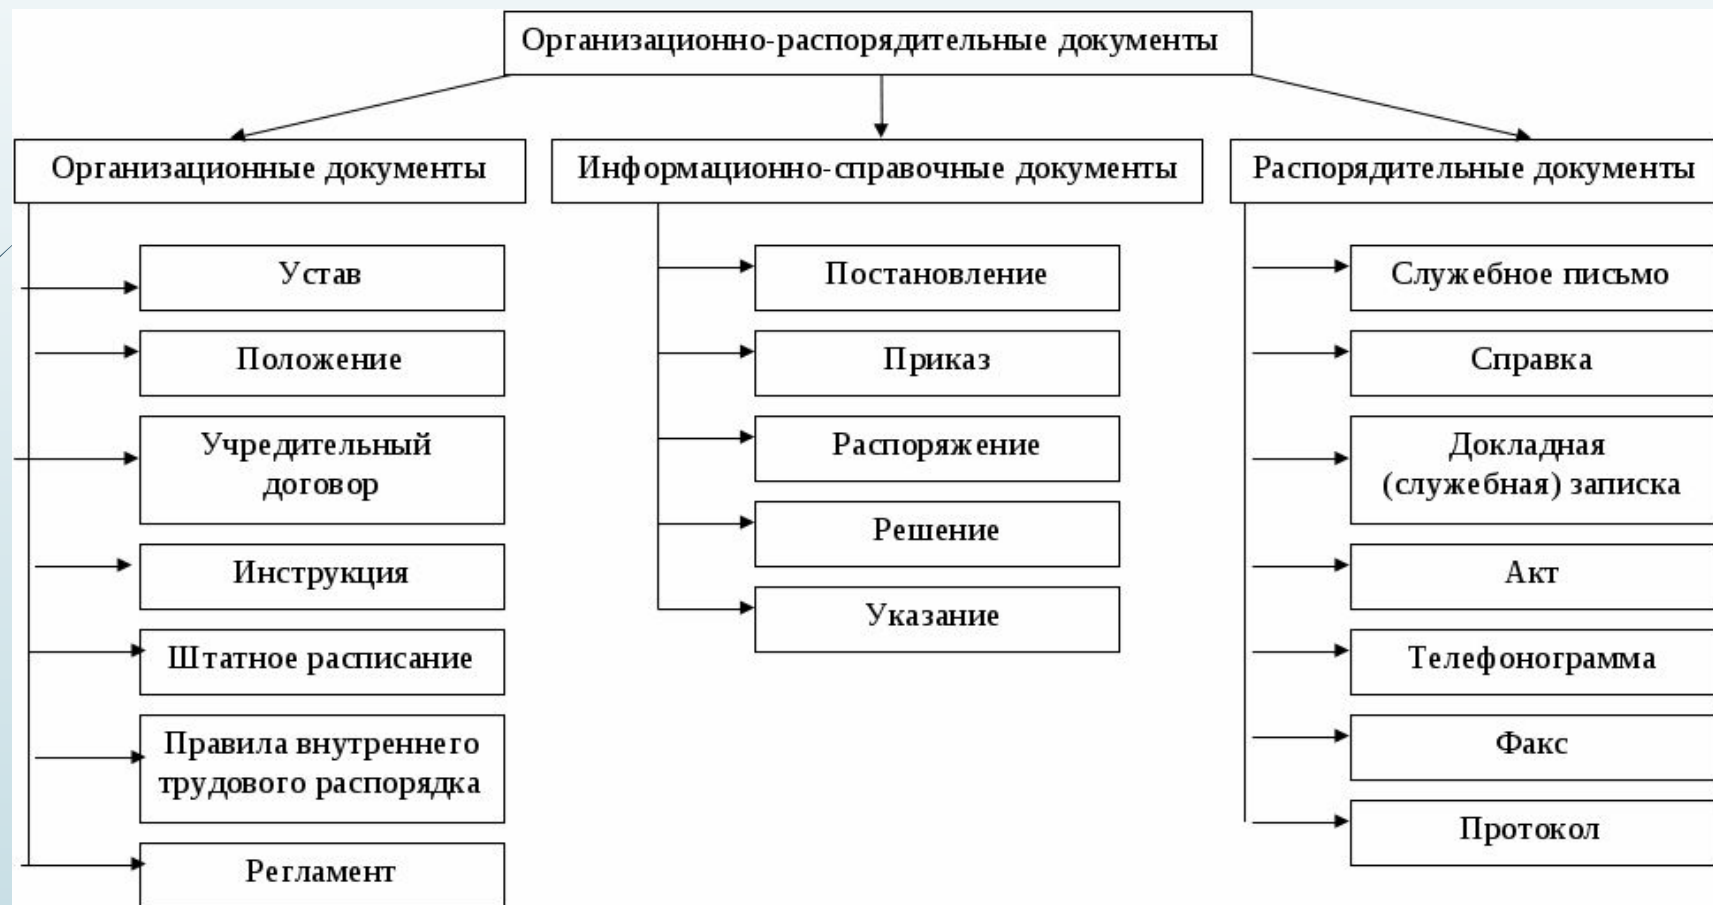 Организационно-распорядительные документы
Организационные документы
Информационно-справочные документы
Распорядительные документы
Устав
Положение
Учредительный
договор
Инструкция
Штатное расписание
Правила внутреннего
трудового распорядка
Регламент
Постановление
Приказ
Распоряжение
Решение
Указание
Служебное письмо
Справка
Докладная
(служебная) записка
Акт
Телефонограмма
Факс
Протокол